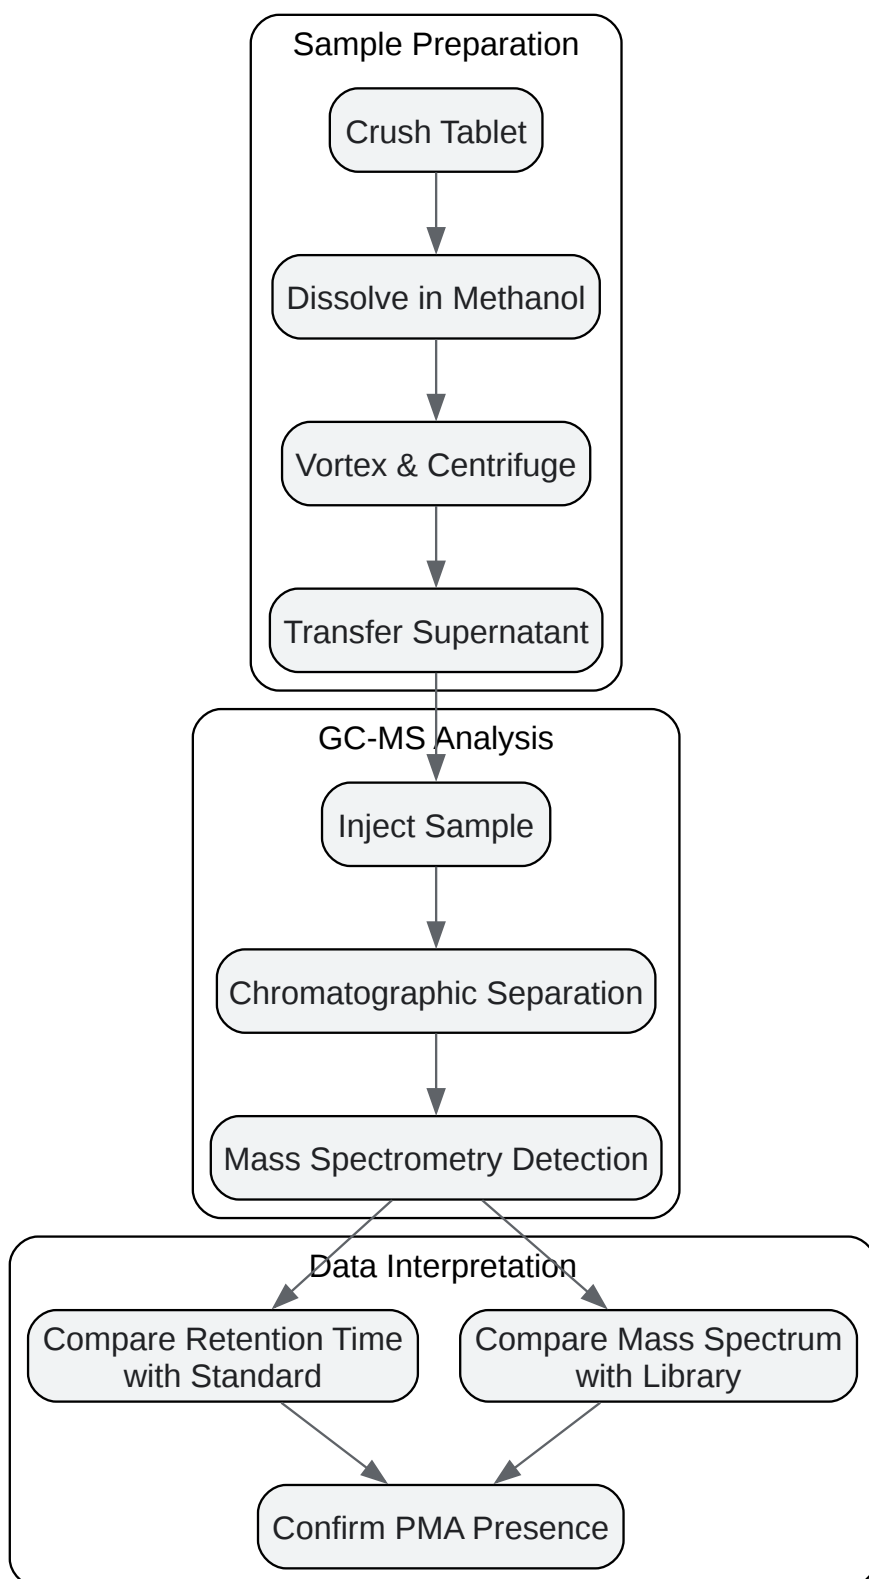 Sample Preparation
Crush Tablet
Dissolve in Methanol
Vortex & Centrifuge
Transfer Supernatant
GC-MS Analysis
Inject Sample
Chromatographic Separation
Mass Spectrometry Detection
Data Interpretation
Compare Retention Time
with Standard
Compare Mass Spectrum
with Library
Confirm PMA Presence